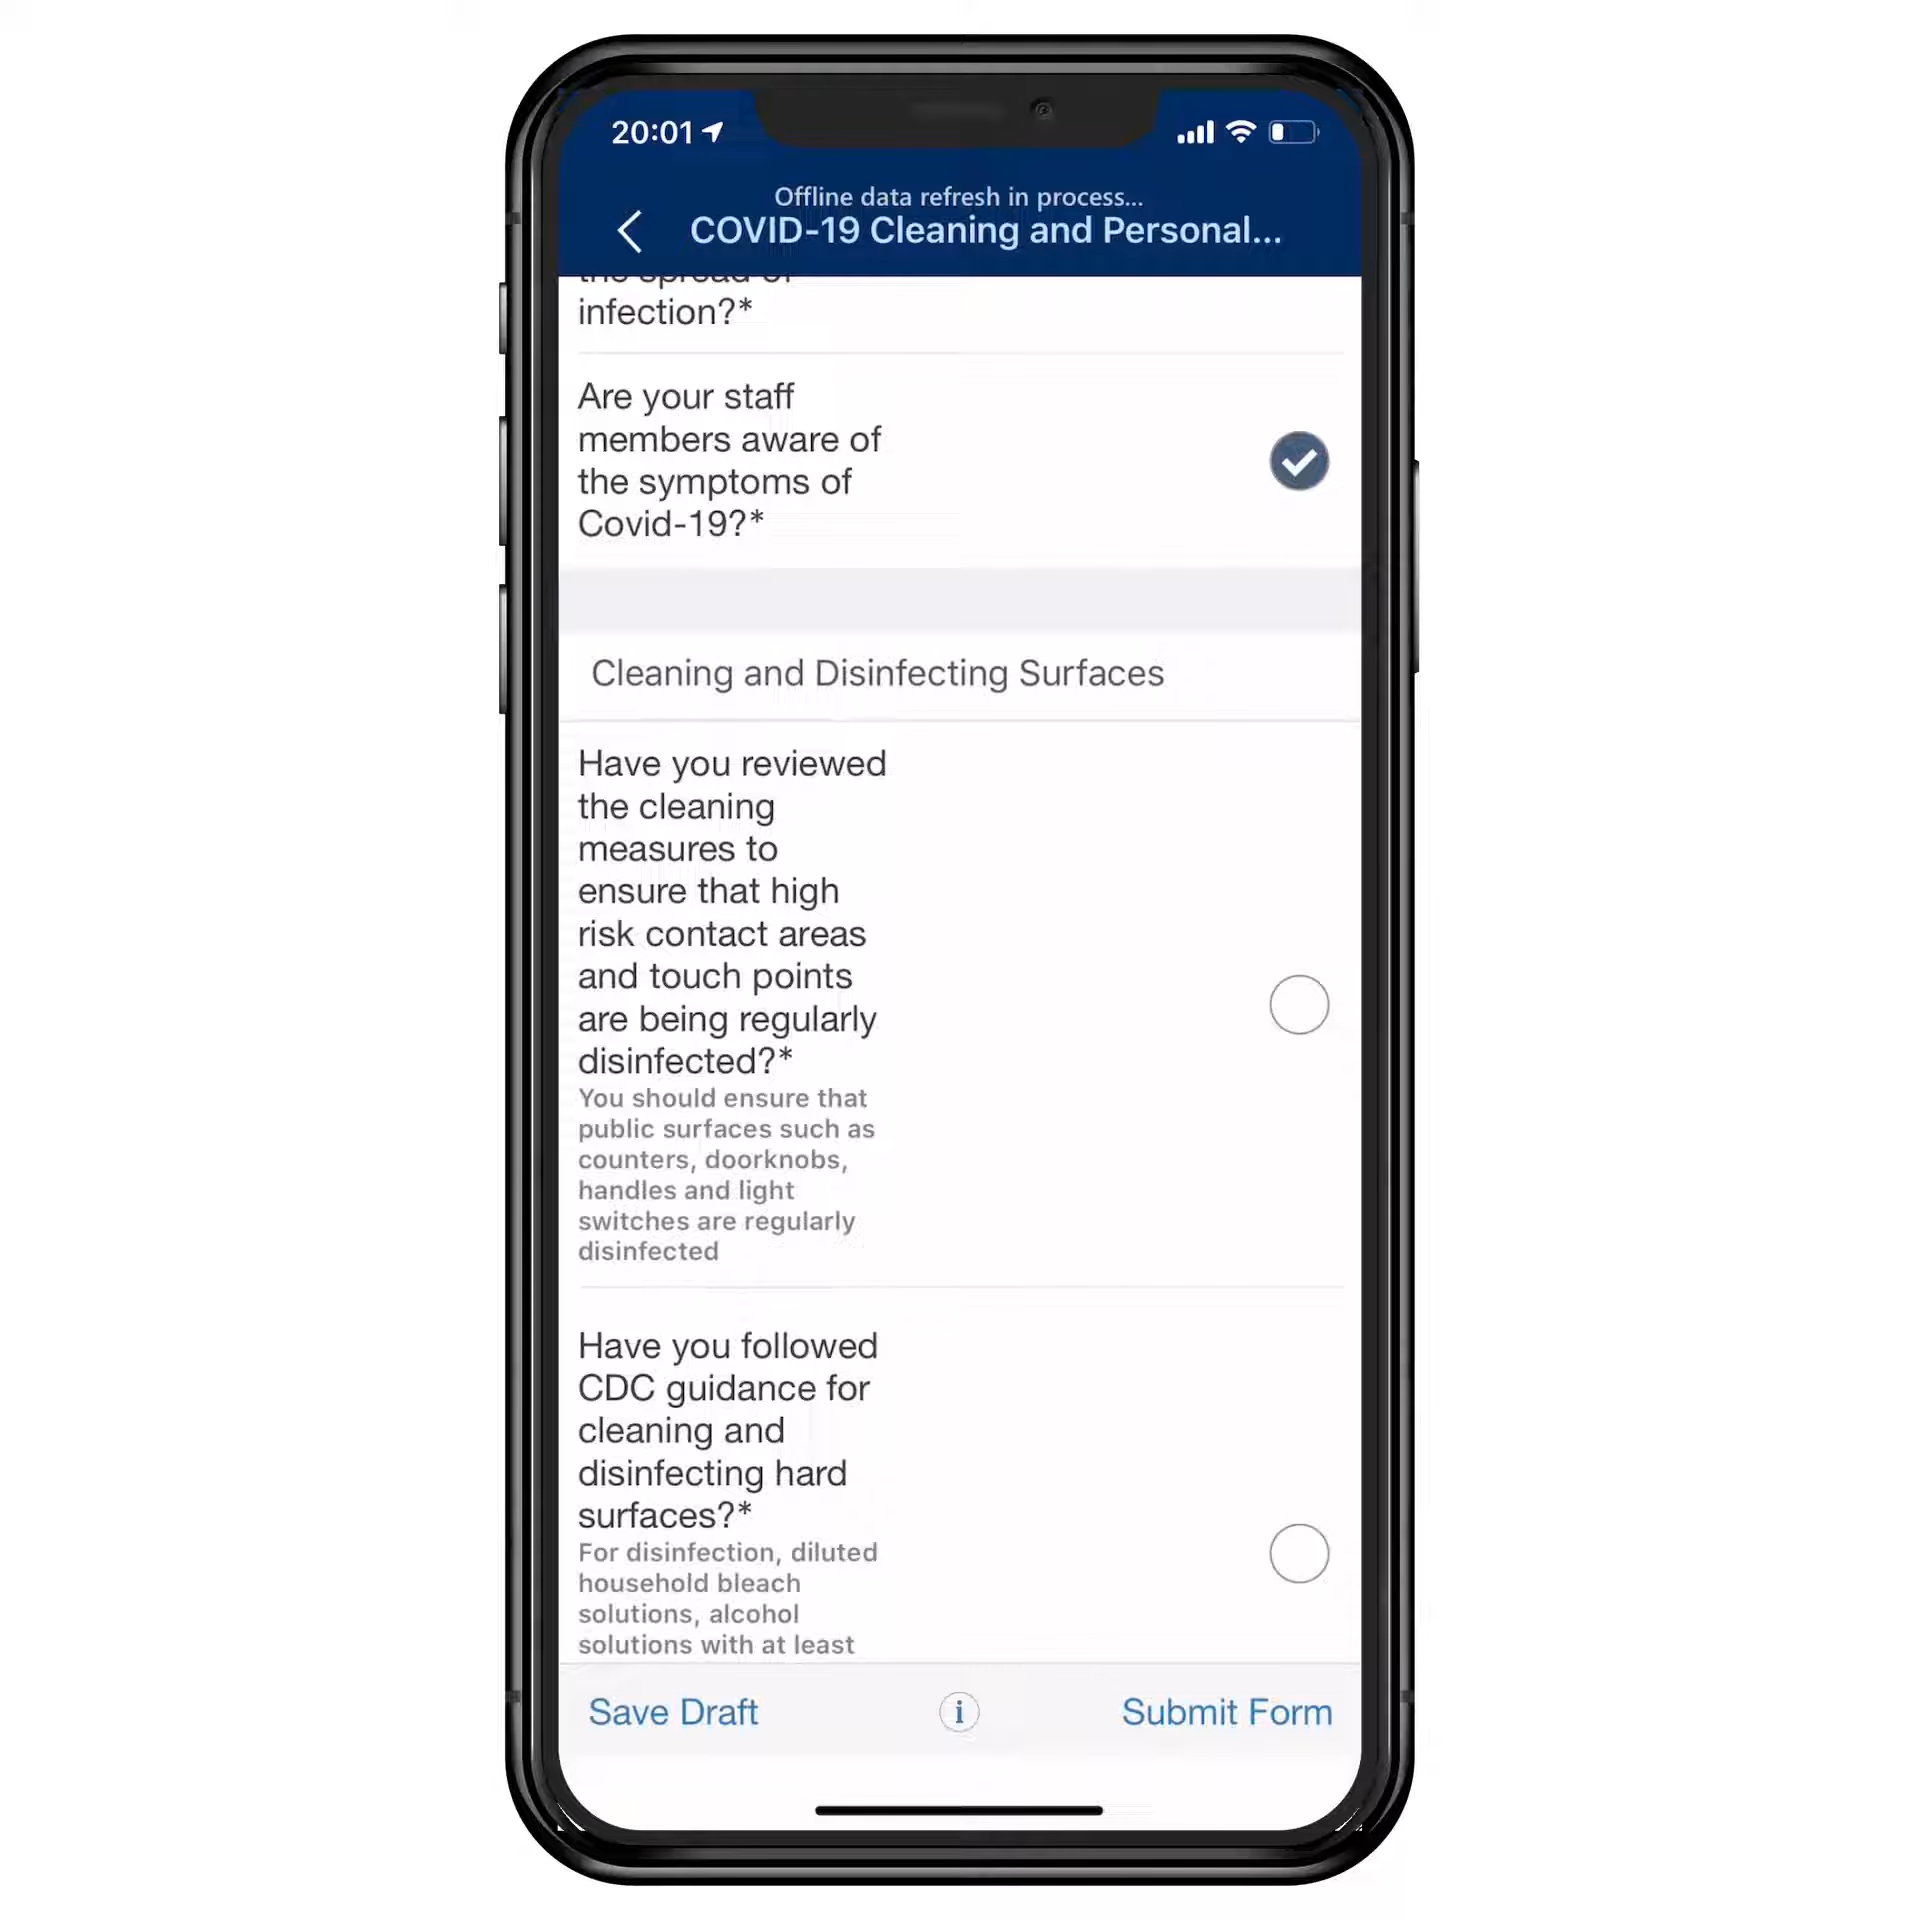 20:01
Offline data refresh in process...
COVID-19 Cleaning and Personal...
the spread of
infection?*
Are your staff
members aware of
the symptoms of
Covid-19?*
Cleaning and Disinfecting Surfaces
Have you reviewed
the cleaning
measures to
ensure that high
risk contact areas
and touch points
are being regularly
disinfected?*
You should ensure that
public surfaces such as
counters, doorknobs,
handles and light
switches are regularly
disinfected
Have you followed
CDC guidance for
cleaning and
disinfecting hard
surfaces?*
For disinfection, diluted
household bleach
solutions, alcohol
solutions with at least
Save Draft
i
Submit Form